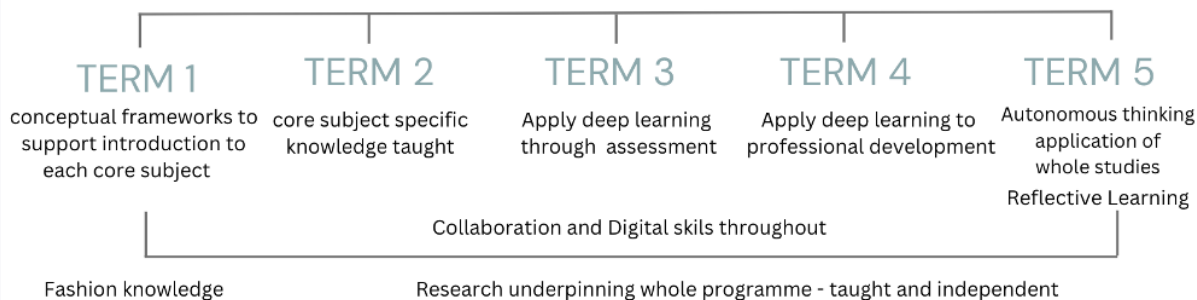 TERM 1
conceptual frameworks to
support introduction to
each core subject
TERM 2
core subject specific
knowledge taught
TERM 3
Apply deep learning
through assessment
TERM 4
Apply deep learning to
professional development
TERM 5
Autonomous thinking
application of
whole studies
Reflective Learning
Collaboration and Digital skils throughout
Fashion knowledge
Research underpinning whole programme - taught and independent